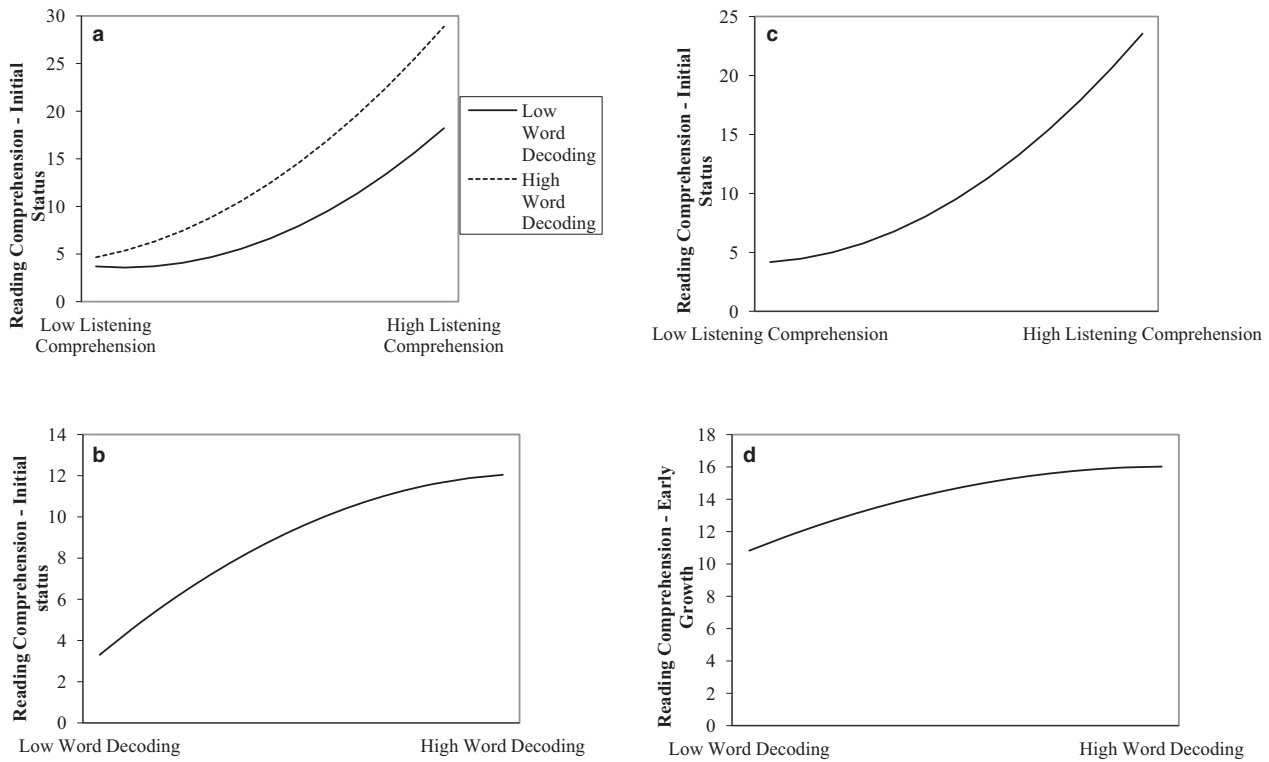 a
Reading Comprehension - Initial
Status
30
25
20
15
10
5
0
Low Listening
Comprehension
High Listening
Comprehension
Low
Word
Decoding
High
Word
Decoding
c
Reading Comprehension - Initial
Status
25
20
15
10
5
0
Low Listening Comprehension
High Listening Comprehension
b
Reading Comprehension - Initial
status
14
12
10
8
6
4
2
0
Low Word Decoding
High Word Decoding
d
Reading Comprehension - Early
Growth
18
16
14
12
10
8
6
4
2
0
Low Word Decoding
High Word Decoding